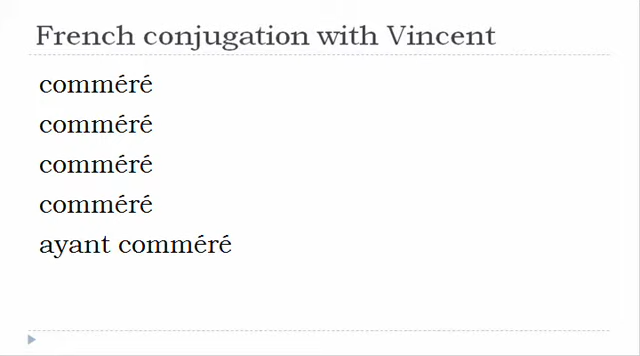 French conjugation with Vincent
comméré
comméré
comméré
comméré
ayant comméré